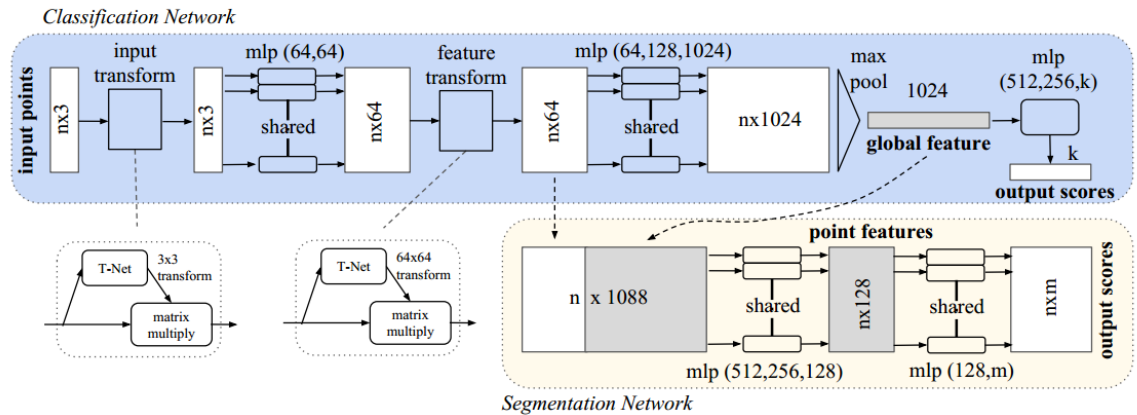 Classification Network
input points
nx3
input
transform
nx3
mlp (64,64)
shared
nx64
feature
transform
nx64
mlp (64,128,1024)
shared
nx1024
max
pool
1024
global feature
mlp
(512,256,k)
k
output scores
T-Net
3x3
transform
matrix
multiply
T-Net
64x64
transform
matrix
multiply
point features
n x 1088
shared
mlp (512,256,128)
nx128
shared
mlp (128,m)
nxm
output scores
Segmentation Network